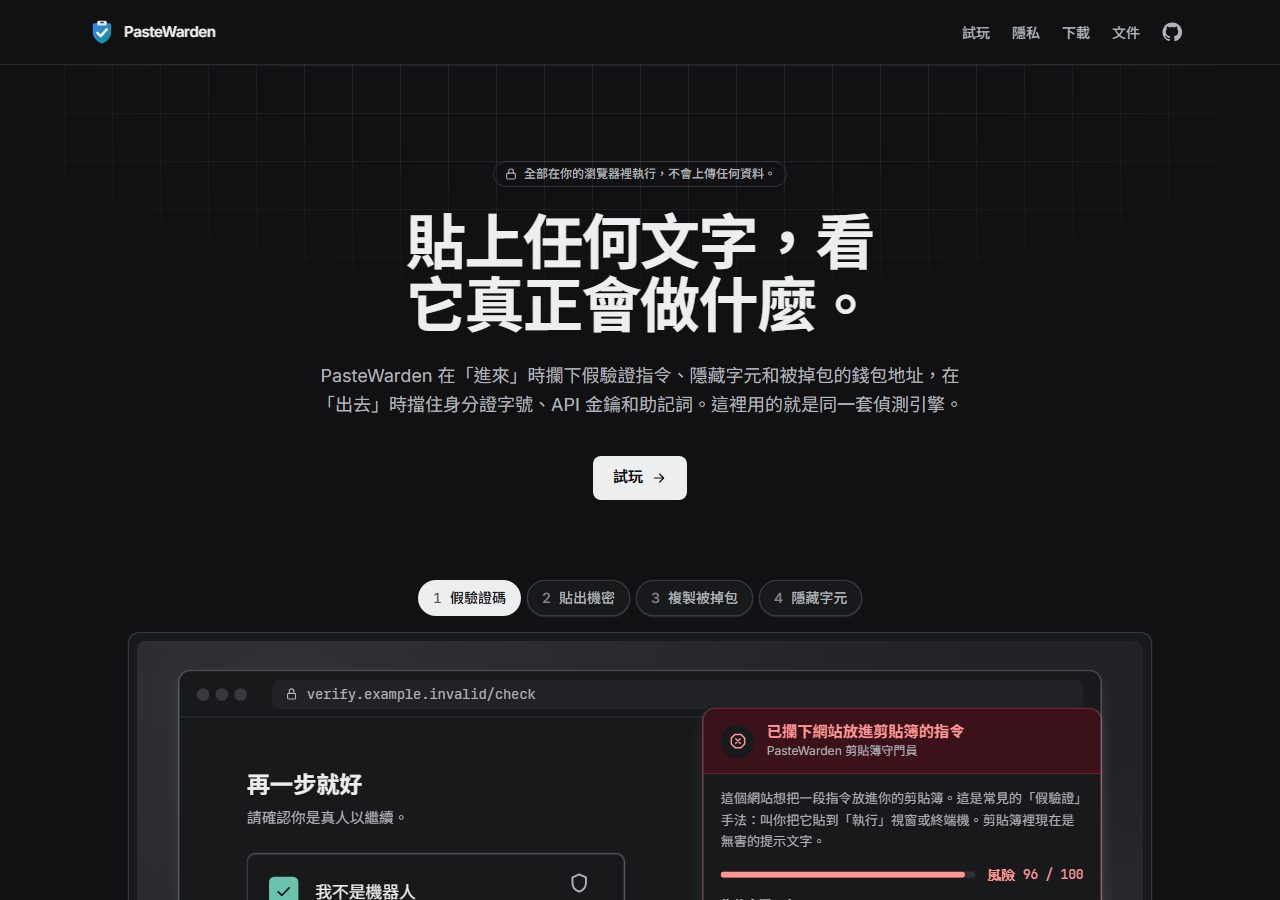 PasteWarden
試玩 隱私 下載 文件
全部在你的瀏覽器裡執行，不會上傳任何資料。
貼上任何文字，看
它真正會做什麼。
PasteWarden 在「進來」時攔下假驗證指令、隱藏字元和被掉包的錢包地址，在
「出去」時擋住身分證字號、API 金鑰和助記詞。這裡用的就是同一套偵測引擎。
試玩 →
1 假驗證碼 2 貼出機密 3 複製被掉包 4 隱藏字元
verify.example.invalid/check
已攔下網站放進剪貼簿的指令
PasteWarden 剪貼簿守門員
再一步就好
請確認你是真人以繼續。
這個網站想把一段指令放進你的剪貼簿。這是常見的「假驗證」
手法：叫你把它貼到「執行」視窗或終端機。剪貼簿裡現在是
無害的提示文字。
風險 96 / 100
我不是機器人